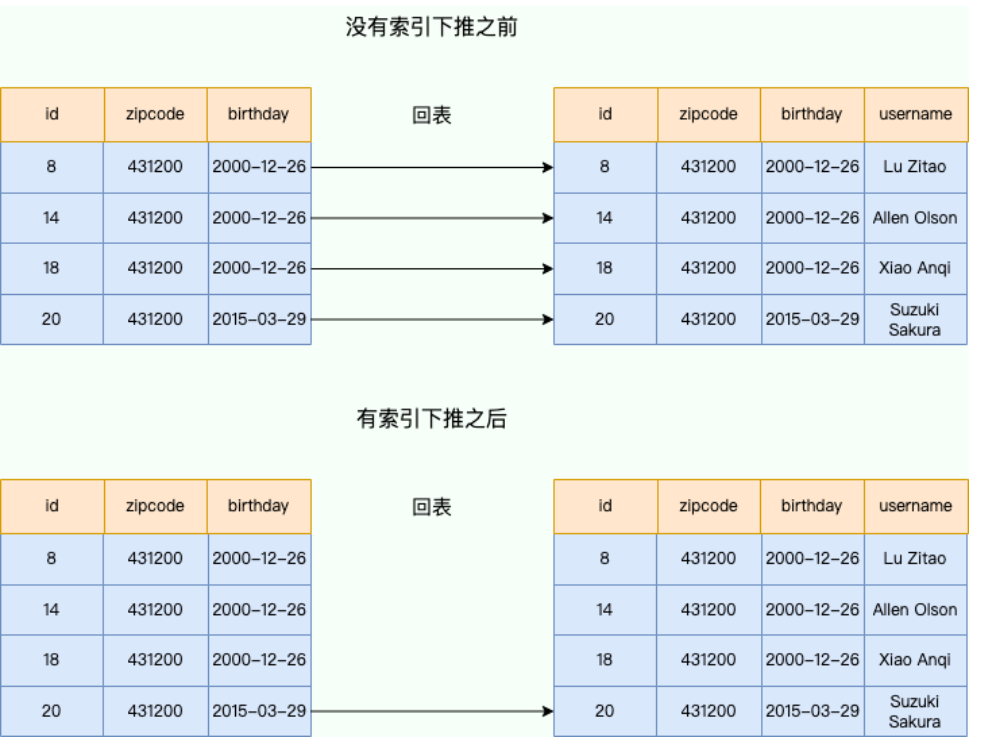 没有索引下推之前
id zipcode birthday 回表 id zipcode birthday username
8 431200 2000-12-26 8 431200 2000-12-26 Lu Zitao
14 431200 2000-12-26 14 431200 2000-12-26 Allen Olson
18 431200 2000-12-26 18 431200 2000-12-26 Xiao Anqi
20 431200 2015-03-29 20 431200 2015-03-29 Suzuki
Sakura
有索引下推之后
id zipcode birthday 回表 id zipcode birthday username
8 431200 2000-12-26 8 431200 2000-12-26 Lu Zitao
14 431200 2000-12-26 14 431200 2000-12-26 Allen Olson
18 431200 2000-12-26 18 431200 2000-12-26 Xiao Anqi
20 431200 2015-03-29 20 431200 2015-03-29 Suzuki
Sakura